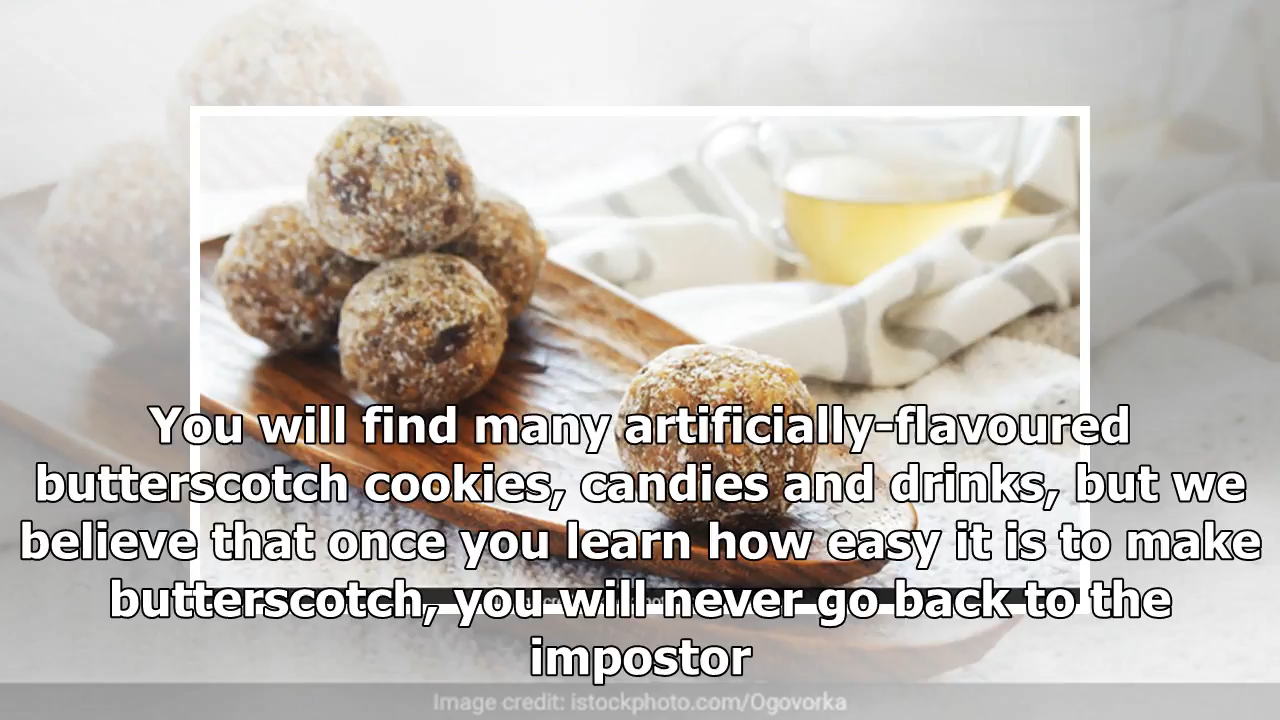 You will find many artificially-flavoured
butterscotch cookies, candies and drinks, but we
believe that once you learn how easy it is to make
butterscotch, you will never go back to the
impostor
Image credit: istockphoto.com/Ogovorka